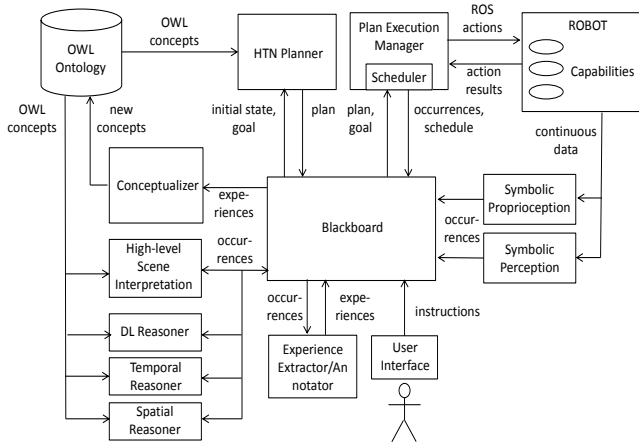 OWL
Ontology
OWL
concepts
HTN Planner
Plan Execution
Manager
Scheduler
ROS
actions
action
results
ROBOT
Capabilities
OWL
concepts
new
concepts
initial state,
goal
plan
plan,
goal
occurrences,
schedule
continuous
data
Conceptualizer
expe-
riences
Blackboard
occur-
rences
Symbolic
Proprioception
Symbolic
Perception
High-level
Scene
Interpretation
occur-
rences
DL Reasoner
Temporal
Reasoner
Spatial
Reasoner
occur-
rences
expe-
riences
instructions
Experience
Extractor/An
notator
User
Interface